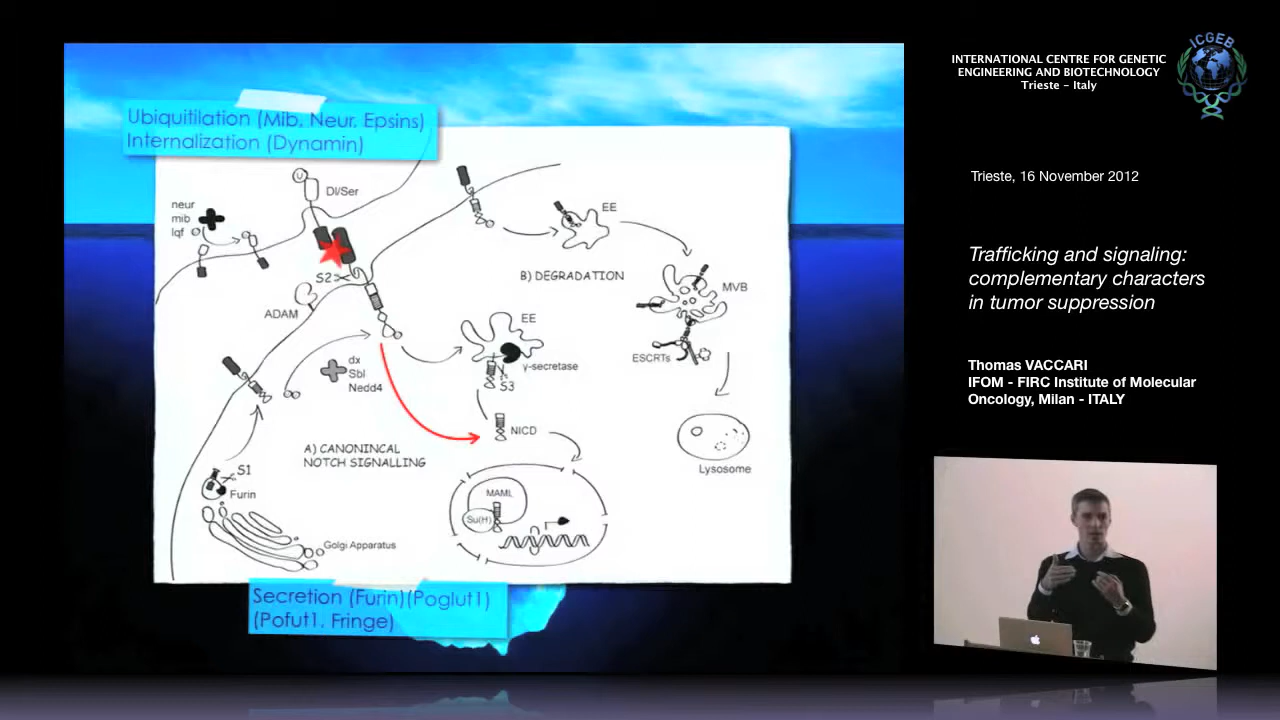 Ubiquitilation (Mib, Neur, Epsins)
Internalization (Dynamin)
U
Dl/Ser
neur
mib
lqf
S2
ADAM
EE
B) DEGRADATION
MVB
ESCRTs
EE
γ-secretase
S3
dx
Sbl
Nedd4
NICD
A) CANONINCAL
NOTCH SIGNALLING
Lysosome
S1
Furin
MAML
Su(H)
Golgi Apparatus
Secretion (Furin)(Poglut1)
(Pofut1, Fringe)
INTERNATIONAL CENTRE FOR GENETIC
ENGINEERING AND BIOTECHNOLOGY
Trieste - Italy
ICGEB
Trieste, 16 November 2012
Trafficking and signaling:
complementary characters
in tumor suppression
Thomas VACCARI
IFOM - FIRC Institute of Molecular
Oncology, Milan - ITALY